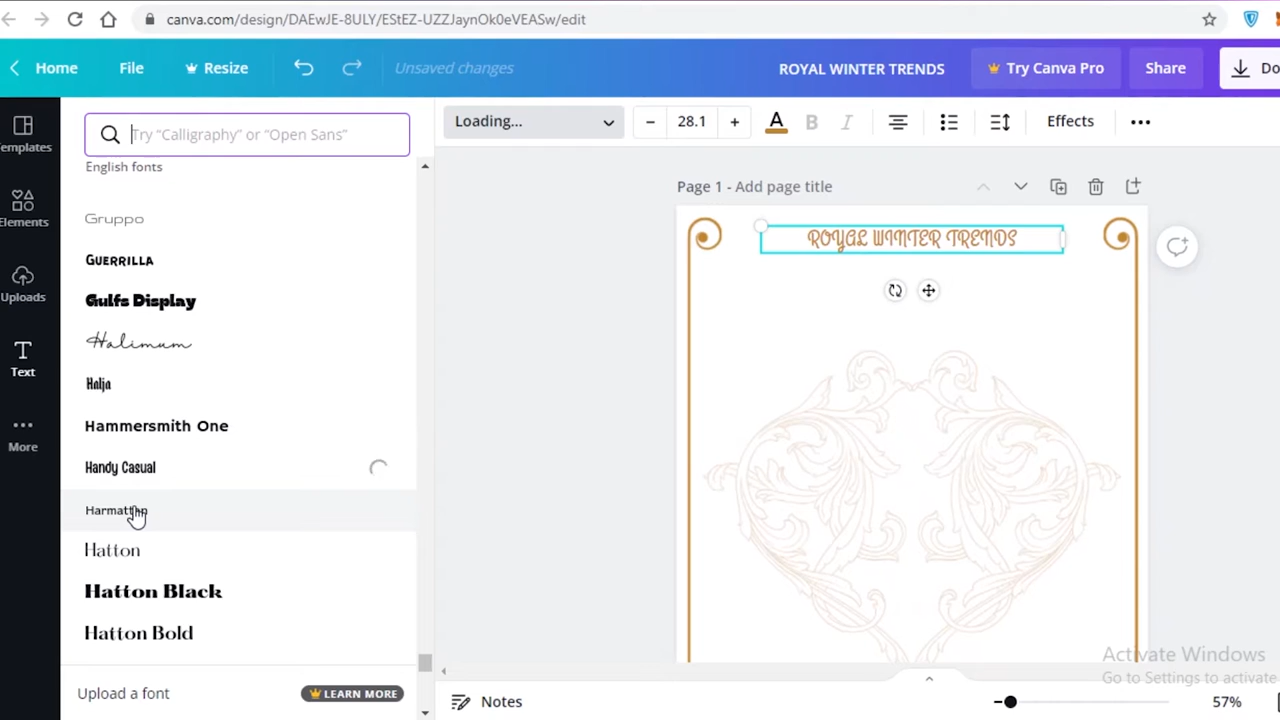 canva.com/design/DAEwJE-8ULY/EStEZ-UZZJaynOk0eVEASw/edit
Home
File
Resize
Unsaved changes
ROYAL WINTER TRENDS
Try Canva Pro
Share
Do
Templates
Elements
Uploads
Text
More
Try “Calligraphy” or “Open Sans”
English fonts
Gruppo
GUERRILLA
Gulfs Display
Halimum
Halja
Hammersmith One
Handy Casual
Harmattan
Hatton
Hatton Black
Hatton Bold
Upload a font
LEARN MORE
Loading...
28.1
A
B
I
Effects
Page 1 - Add page title
ROYAL WINTER TRENDS
Activate Windows
Go to Settings to activate
Notes
57%